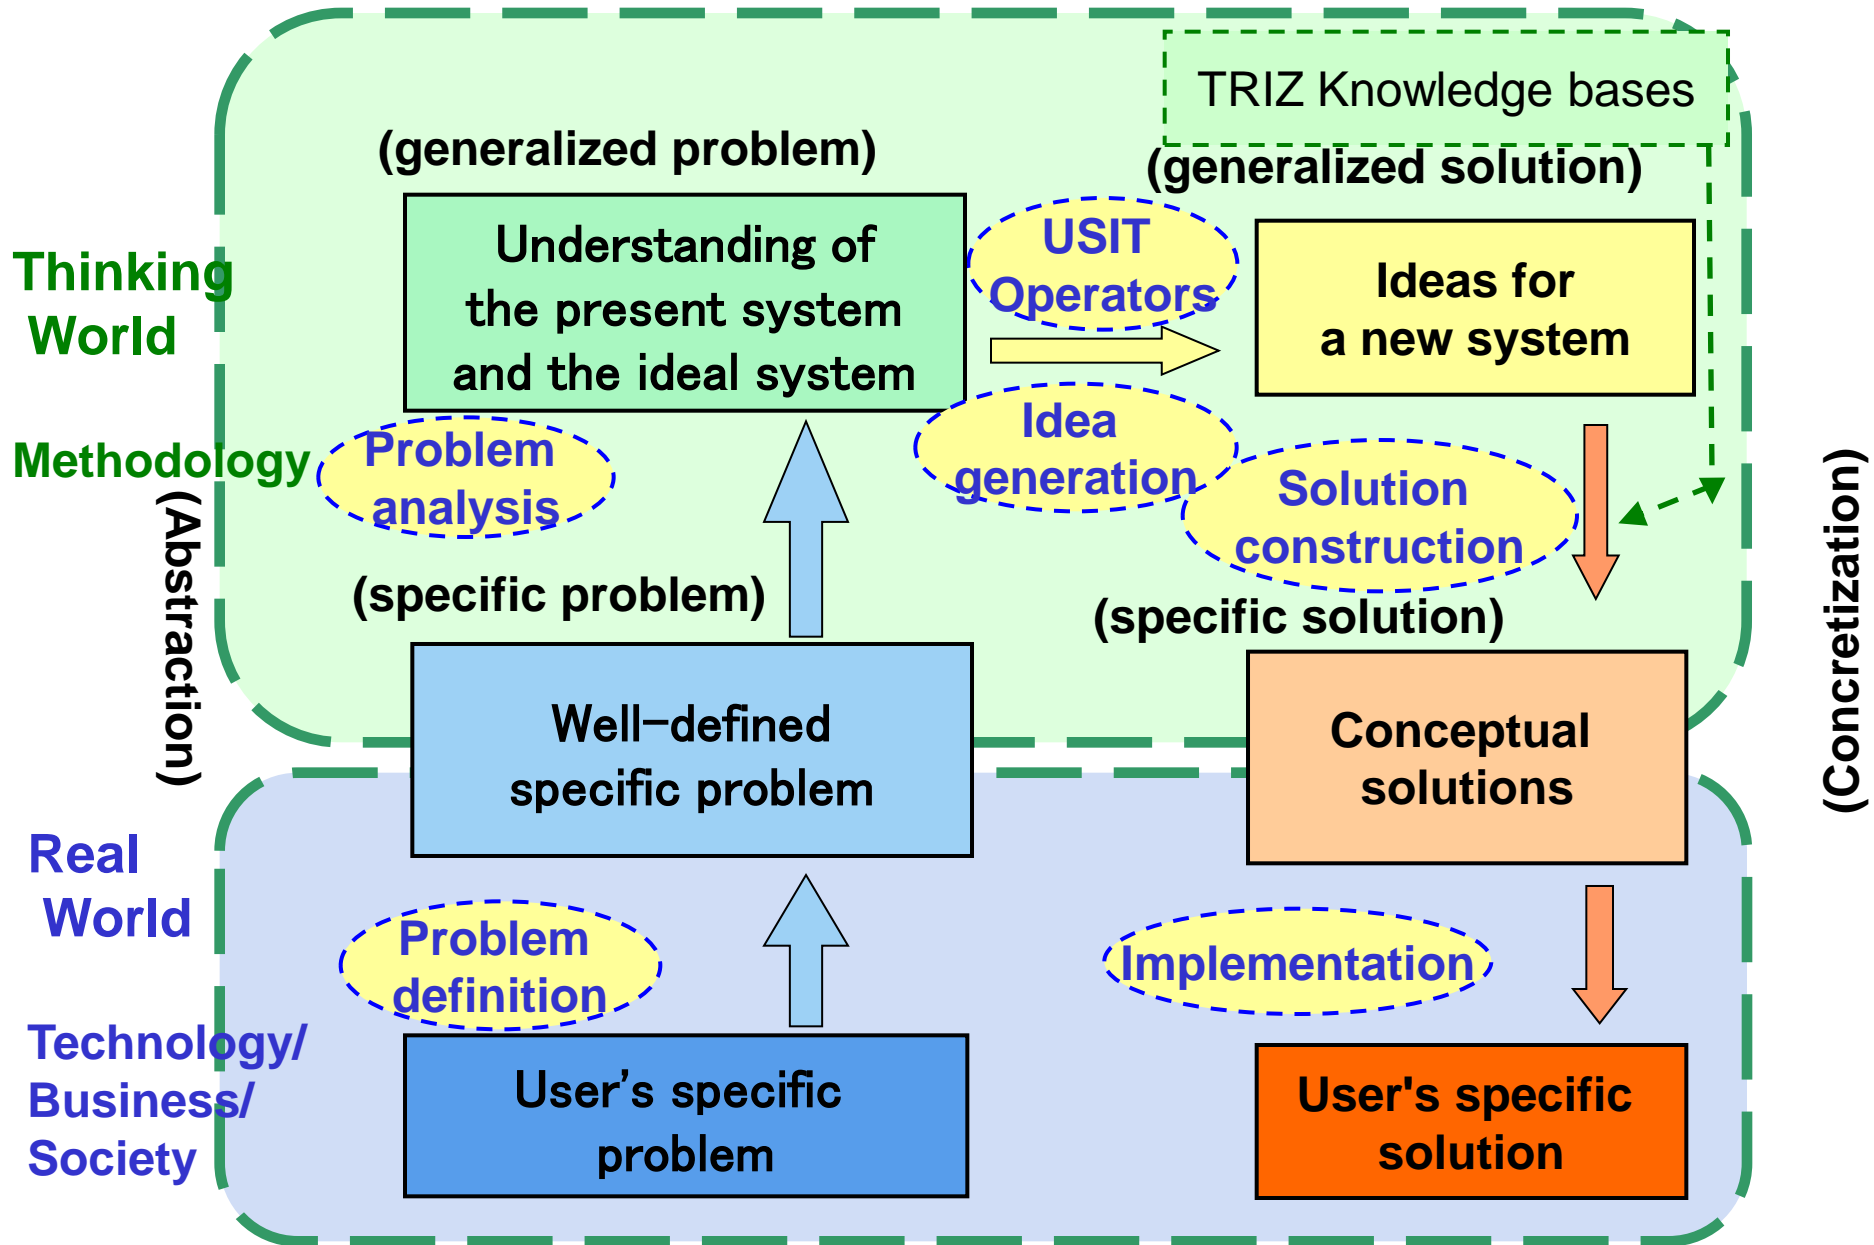 TRIZ Knowledge bases
(generalized problem)
(generalized solution)
Understanding of
the present system
and the ideal system
USIT
Operators
Ideas for
a new system
Thinking
World
Methodology
Problem
analysis
Idea
generation
Solution
construction
(Abstraction)
(Concretization)
(specific problem)
(specific solution)
Well-defined
specific problem
Conceptual
solutions
Real
World
Problem
definition
Implementation
Technology/
Business/
Society
User's specific
problem
User's specific
solution